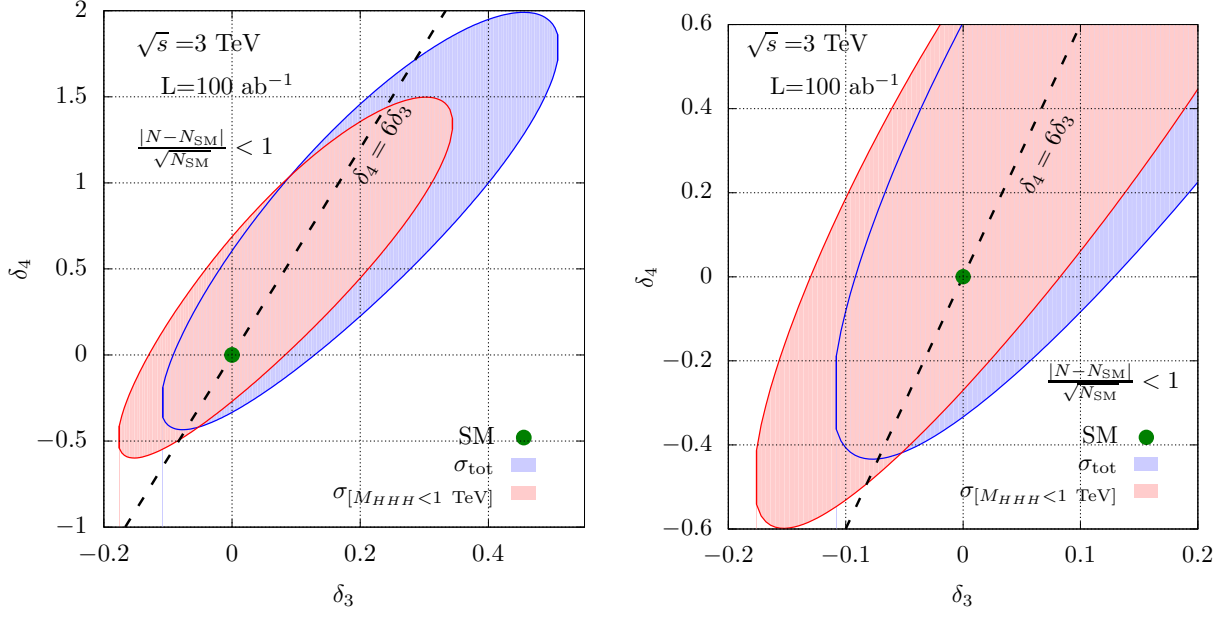 √s =3 TeV
L=100 ab⁻¹
|N−N_SM|/√N_SM < 1
δ₄ = 6δ₃
SM
σ_tot
σ_[M_HHH<1 TeV]
2
1.5
1
0.5
0
−0.5
−1
δ₄
−0.2 0 0.2 0.4
δ₃
√s =3 TeV
L=100 ab⁻¹
δ₄ = 6δ₃
|N−N_SM|/√N_SM < 1
SM
σ_tot
σ_[M_HHH<1 TeV]
0.6
0.4
0.2
0
−0.2
−0.4
−0.6
δ₄
−0.2 −0.1 0 0.1 0.2
δ₃